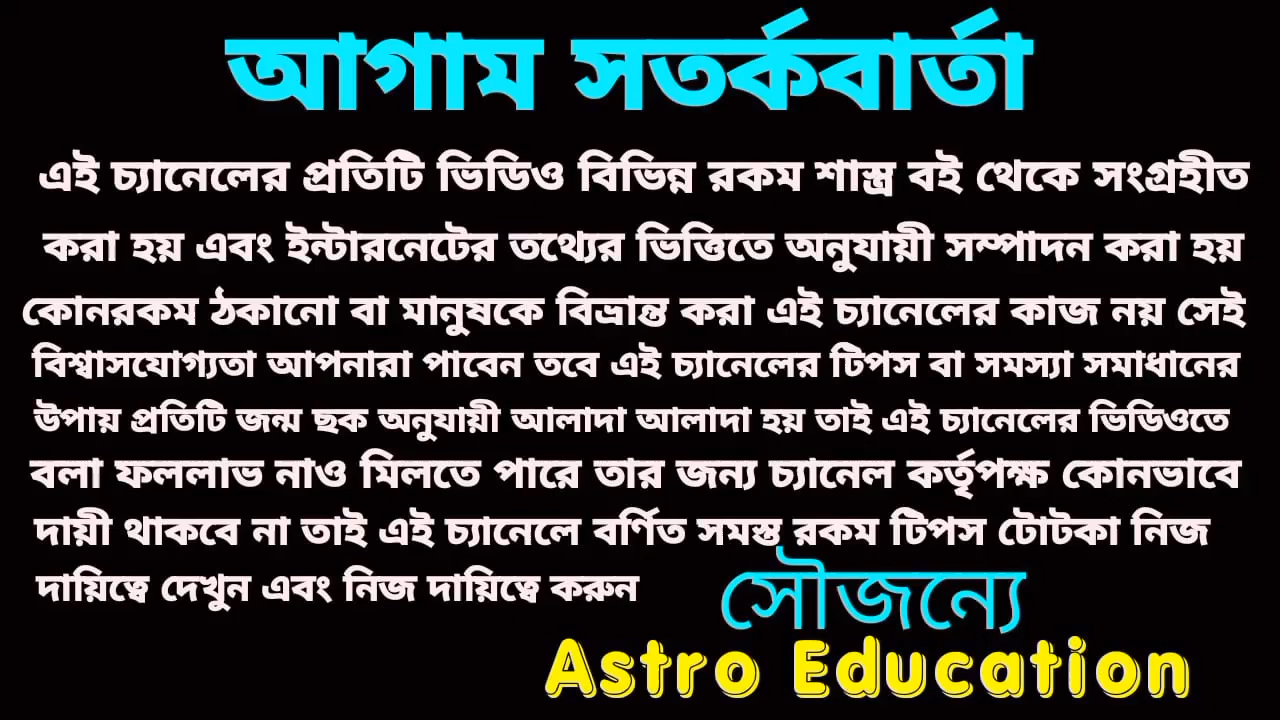 আগাম সতর্কবার্তা
এই চ্যানেলের প্রতিটি ভিডিও বিভিন্ন রকম শাস্ত্র বই থেকে সংগ্রহীত
করা হয় এবং ইন্টারনেটের তথ্যের ভিত্তিতে অনুযায়ী সম্পাদন করা হয়
কোনরকম ঠকানো বা মানুষকে বিভ্রান্ত করা এই চ্যানেলের কাজ নয় সেই
বিশ্বাসযোগ্যতা আপনারা পাবেন তবে এই চ্যানেলের টিপস বা সমস্যা সমাধানের
উপায় প্রতিটি জন্ম ছক অনুযায়ী আলাদা আলাদা হয় তাই এই চ্যানেলের ভিডিওতে
বলা ফললাভ নাও মিলতে পারে তার জন্য চ্যানেল কর্তৃপক্ষ কোনভাবে
দায়ী থাকবে না তাই এই চ্যানেলে বর্ণিত সমস্ত রকম টিপস টোটকা নিজ
দায়িত্বে দেখুন এবং নিজ দায়িত্বে করুন
সৌজন্যে
Astro Education